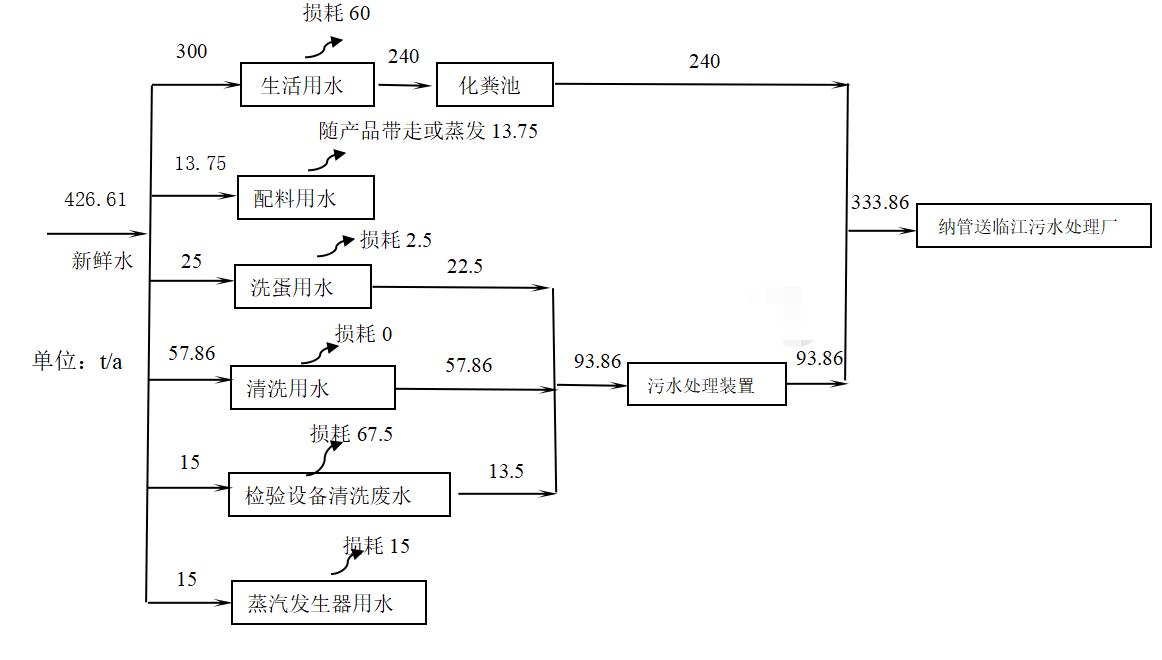 损耗 60
300
240
240
生活用水
化粪池
随产品带走或蒸发 13.75
13.75
配料用水
426.61
新鲜水
333.86
纳管送临江污水处理厂
损耗 2.5
25
22.5
洗蛋用水
单位：t/a
损耗 0
57.86
57.86
清洗用水
93.86
污水处理装置
93.86
损耗 67.5
15
13.5
检验设备清洗废水
损耗 15
15
蒸汽发生器用水